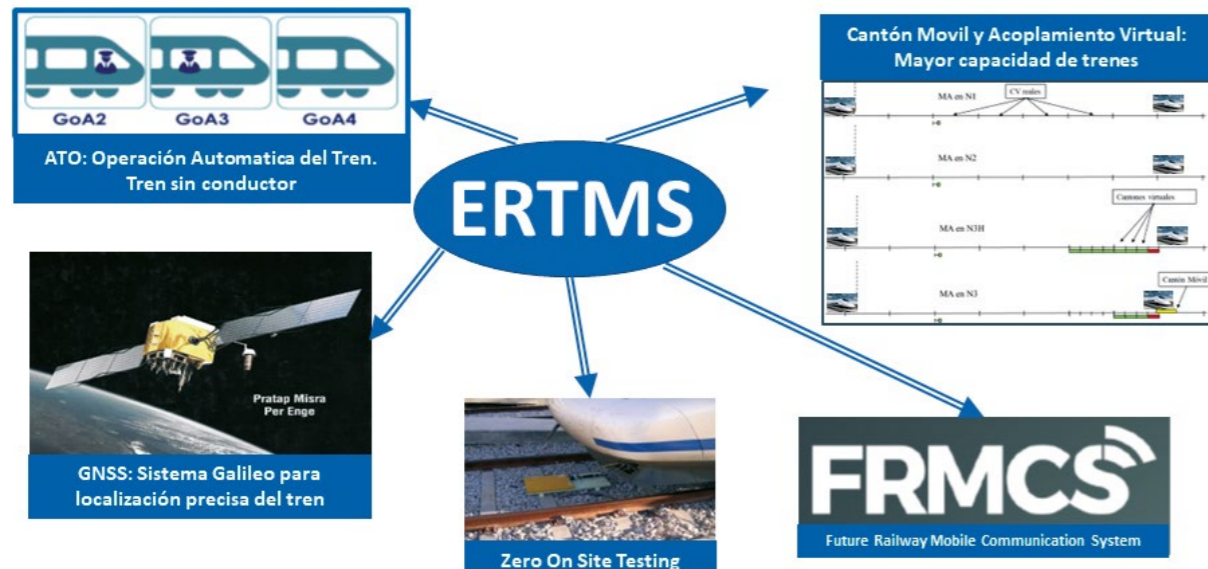 GoA2 GoA3 GoA4
ATO: Operación Automatica del Tren.
Tren sin conductor
ERTMS
Cantón Movil y Acoplamiento Virtual:
Mayor capacidad de trenes
MA en N1
CV reales
MA en N2
MA en N3H
Cantones virtuales
MA en N3
Cantón Móvil
Pratap Misra
Per Enge
GNSS: Sistema Galileo para
localización precisa del tren
Zero On Site Testing
FRMCS
Future Railway Mobile Communication System